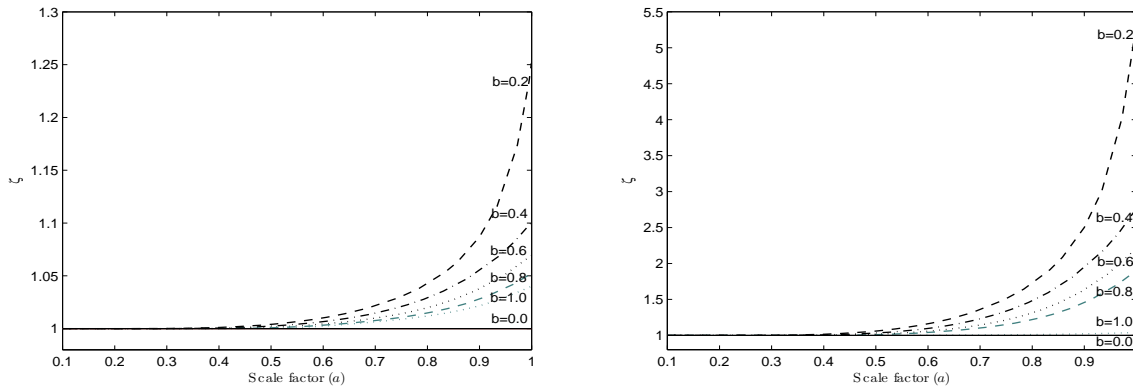 1.3
1.25
1.2
1.15
1.1
1.05
1
ζ
b=0.2
b=0.4
b=0.6
b=0.8
b=1.0
b=0.0
0.1 0.2 0.3 0.4 0.5 0.6 0.7 0.8 0.9 1
Scale factor (a)
5.5
5
4.5
4
3.5
3
2.5
2
1.5
1
ζ
b=0.2
b=0.4
b=0.6
b=0.8
b=1.0
b=0.0
0.1 0.2 0.3 0.4 0.5 0.6 0.7 0.8 0.9
Scale factor (a)